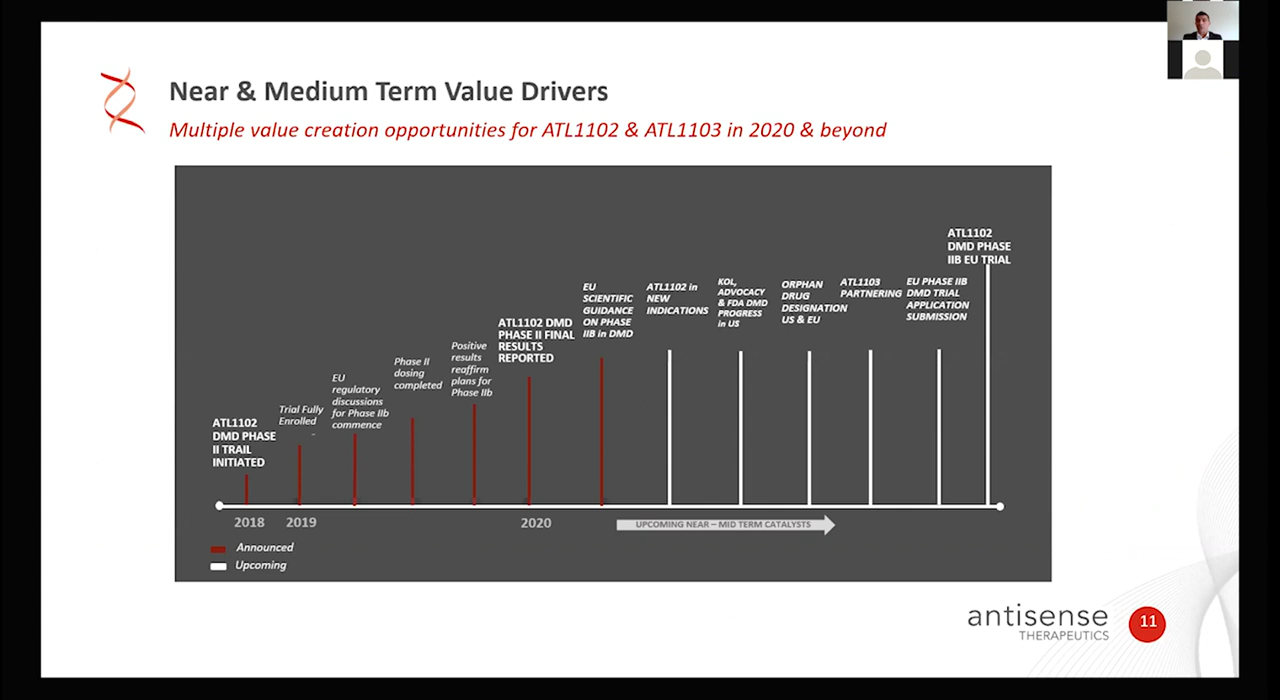 Near & Medium Term Value Drivers
Multiple value creation opportunities for ATL1102 & ATL1103 in 2020 & beyond
ATL1102
DMD PHASE
II TRAIL
INITIATED
Trial Fully
Enrolled
EU
regulatory
discussions
for Phase IIb
commence
Phase II
dosing
completed
Positive
results
reaffirm
plans for
Phase IIb
ATL1102 DMD
PHASE II FINAL
RESULTS
REPORTED
EU
SCIENTIFIC
GUIDANCE
ON PHASE
IIB in DMD
ATL1102 in
NEW
INDICATIONS
KOL,
ADVOCACY
& FDA DMD
PROGRESS
in US
ORPHAN
DRUG
DESIGNATION
US & EU
ATL1103
PARTNERING
EU PHASE IIB
DMD TRIAL
APPLICATION
SUBMISSION
ATL1102
DMD PHASE
IIB EU TRIAL
2018
2019
2020
UPCOMING NEAR – MID TERM CATALYSTS
Announced
Upcoming
antisense
THERAPEUTICS
11